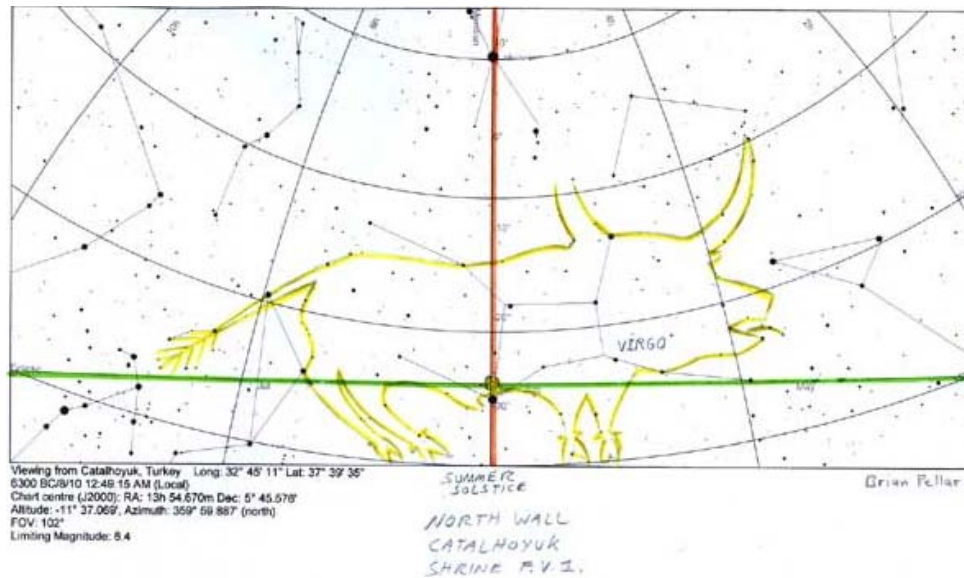 VIRGO
Viewing from Catalhoyuk, Turkey Long: 32° 45' 11" Lat: 37° 39' 35"
6300 BC/8/10 12:49:15 AM (Local)
Chart centre (J2000): RA: 13h 54.670m Dec: 5° 45.576'
Altitude: -11° 37.069', Azimuth: 359° 59.887' (north)
FOV: 102°
Limiting Magnitude: 6.4
SUMMER
SOLSTICE
Brian Pellar
NORTH WALL
CATALHOYUK
SHRINE F.V.I.